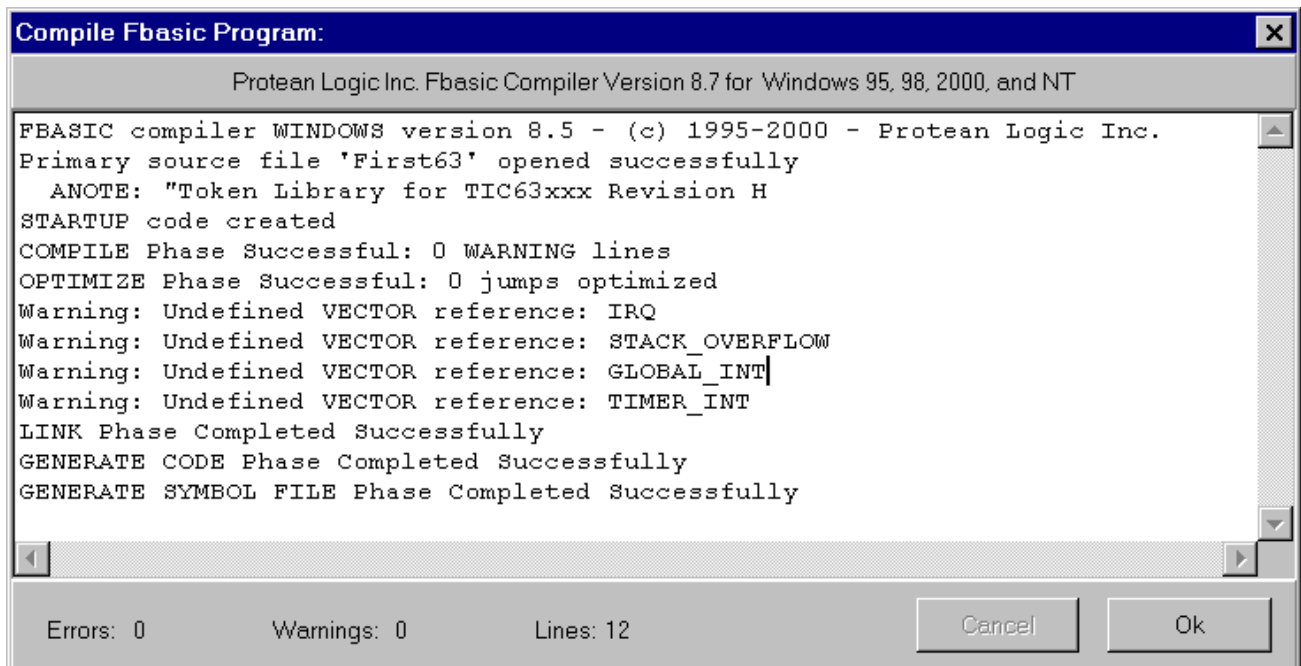 Compile Fbasic Program:
Protean Logic Inc. Fbasic Compiler Version 8.7 for Windows 95, 98, 2000, and NT
FBASIC compiler WINDOWS version 8.5 - (c) 1995-2000 - Protean Logic Inc.
Primary source file 'First63' opened successfully
ANOTE: "Token Library for TIC63xxx Revision H
STARTUP code created
COMPILE Phase Successful: 0 WARNING lines
OPTIMIZE Phase Successful: 0 jumps optimized
Warning: Undefined VECTOR reference: IRQ
Warning: Undefined VECTOR reference: STACK_OVERFLOW
Warning: Undefined VECTOR reference: GLOBAL_INT
Warning: Undefined VECTOR reference: TIMER_INT
LINK Phase Completed Successfully
GENERATE CODE Phase Completed Successfully
GENERATE SYMBOL FILE Phase Completed Successfully
Errors: 0 Warnings: 0 Lines: 12 Cancel Ok